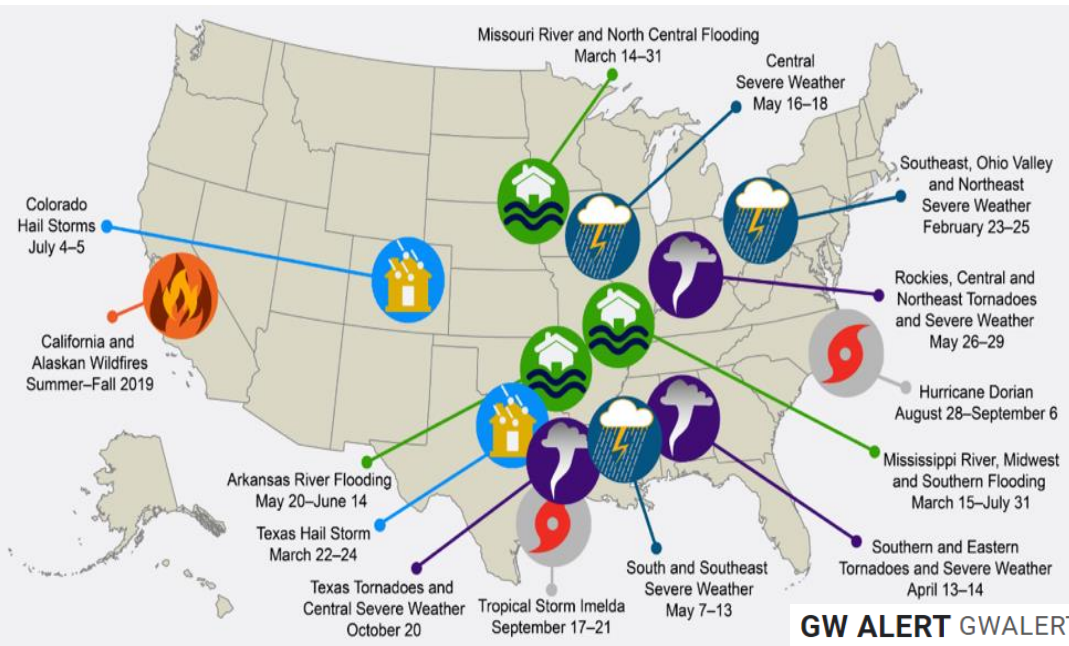 Missouri River and North Central Flooding
March 14–31
Central
Severe Weather
May 16–18
Southeast, Ohio Valley
and Northeast
Severe Weather
February 23–25
Colorado
Hail Storms
July 4–5
Rockies, Central and
Northeast Tornadoes
and Severe Weather
May 26–29
California and
Alaskan Wildfires
Summer–Fall 2019
Hurricane Dorian
August 28–September 6
Arkansas River Flooding
May 20–June 14
Mississippi River, Midwest
and Southern Flooding
March 15–July 31
Texas Hail Storm
March 22–24
Southern and Eastern
Tornadoes and Severe Weather
April 13–14
South and Southeast
Severe Weather
May 7–13
Texas Tornadoes and
Central Severe Weather
October 20
Tropical Storm Imelda
September 17–21
GW ALERT GWALERT